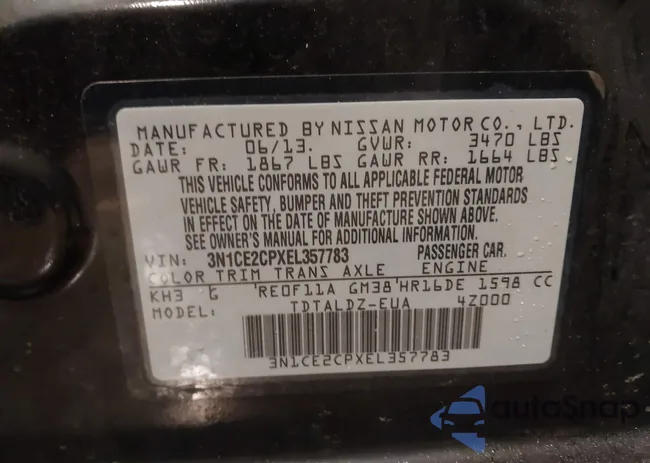 MANUFACTURED BY NISSAN MOTOR CO., LTD.
DATE: 06/13. GVWR: 3470 LBS
GAWR FR: 1867 LBS GAWR RR: 1664 LBS
THIS VEHICLE CONFORMS TO ALL APPLICABLE FEDERAL MOTOR
VEHICLE SAFETY, BUMPER AND THEFT PREVENTION STANDARDS
IN EFFECT ON THE DATE OF MANUFACTURE SHOWN ABOVE.
SEE OWNER'S MANUAL FOR ADDITIONAL INFORMATION.
VIN: 3N1CE2CPXEL357783 PASSENGER CAR.
COLOR TRIM TRANS AXLE ENGINE
KH3 G 'RE0F11A GM38'HR16DE 1598 CC
MODEL: TDTALDZ-EUA 4Z000
3N1CE2CPXEL357783
autoSnap